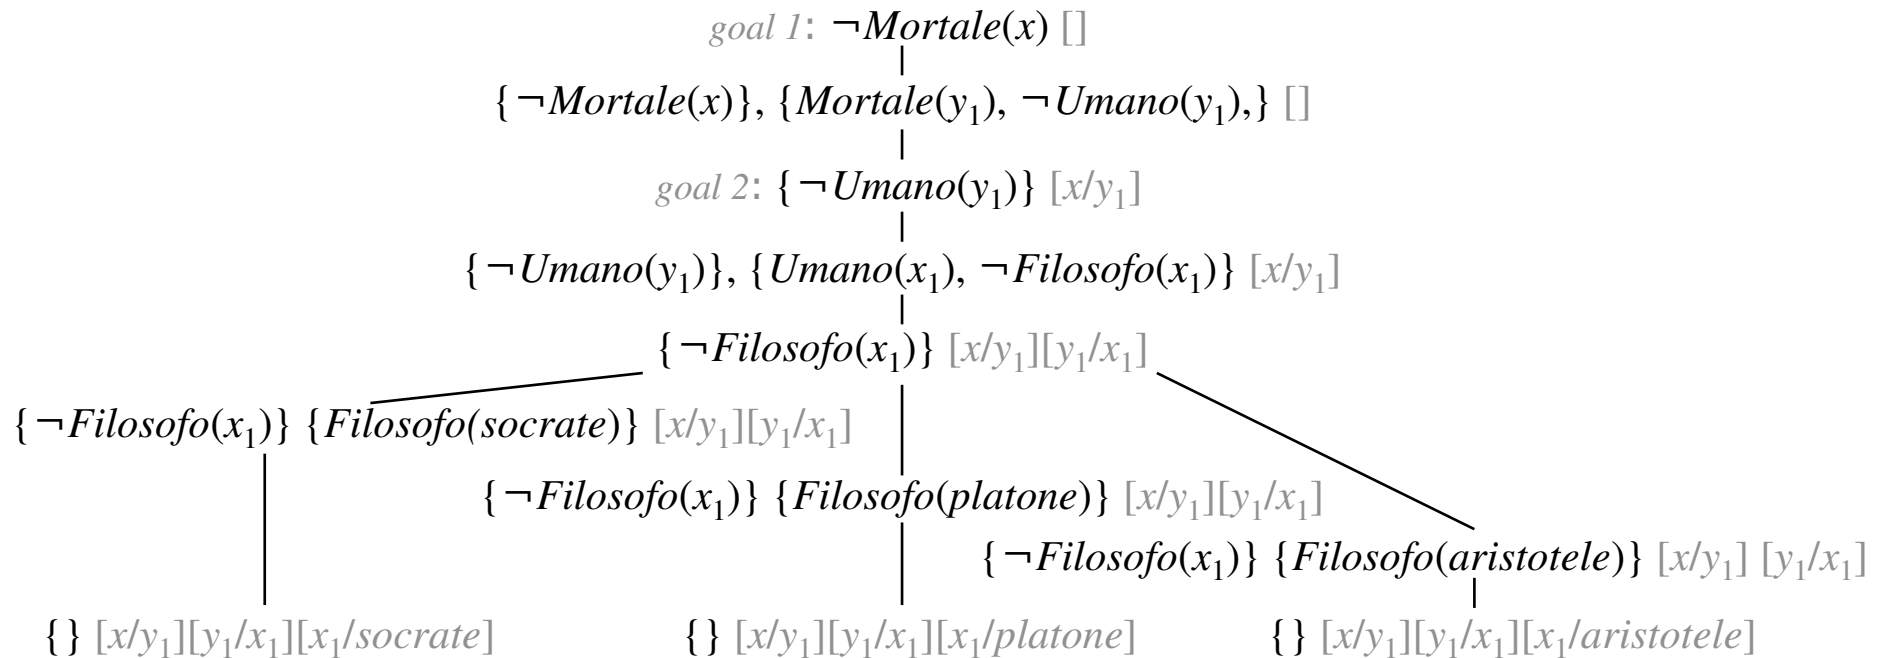 goal 1: ¬Mortale(x) []
{¬Mortale(x)}, {Mortale(y₁), ¬Umano(y₁),} []
goal 2: {¬Umano(y₁)} [x/y₁]
{¬Umano(y₁)}, {Umano(x₁), ¬Filosofo(x₁)} [x/y₁]
{¬Filosofo(x₁)} [x/y₁][y₁/x₁]
{¬Filosofo(x₁)} {Filosofo(socrate)} [x/y₁][y₁/x₁]
{¬Filosofo(x₁)} {Filosofo(platone)} [x/y₁][y₁/x₁]
{¬Filosofo(x₁)} {Filosofo(aristotele)} [x/y₁] [y₁/x₁]
{} [x/y₁][y₁/x₁][x₁/socrate]
{} [x/y₁][y₁/x₁][x₁/platone]
{} [x/y₁][y₁/x₁][x₁/aristotele]